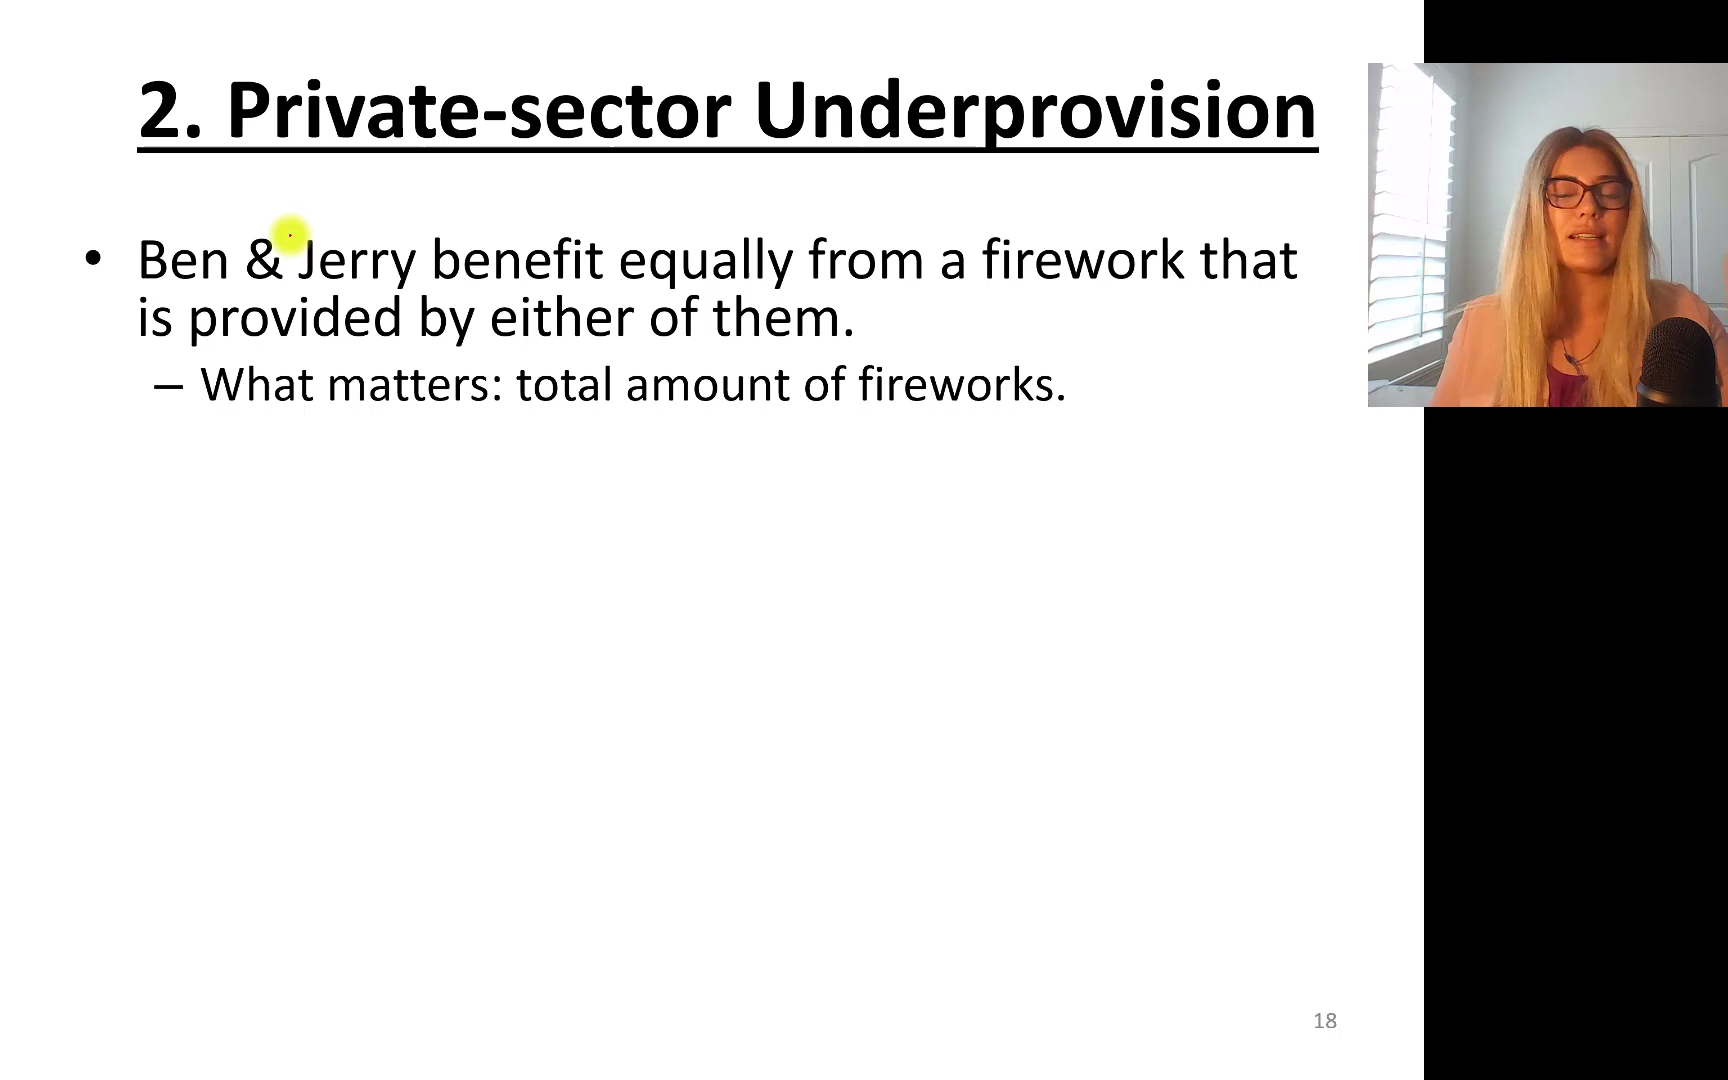 2. Private-sector Underprovision
• Ben & Jerry benefit equally from a firework that
is provided by either of them.
– What matters: total amount of fireworks.
18